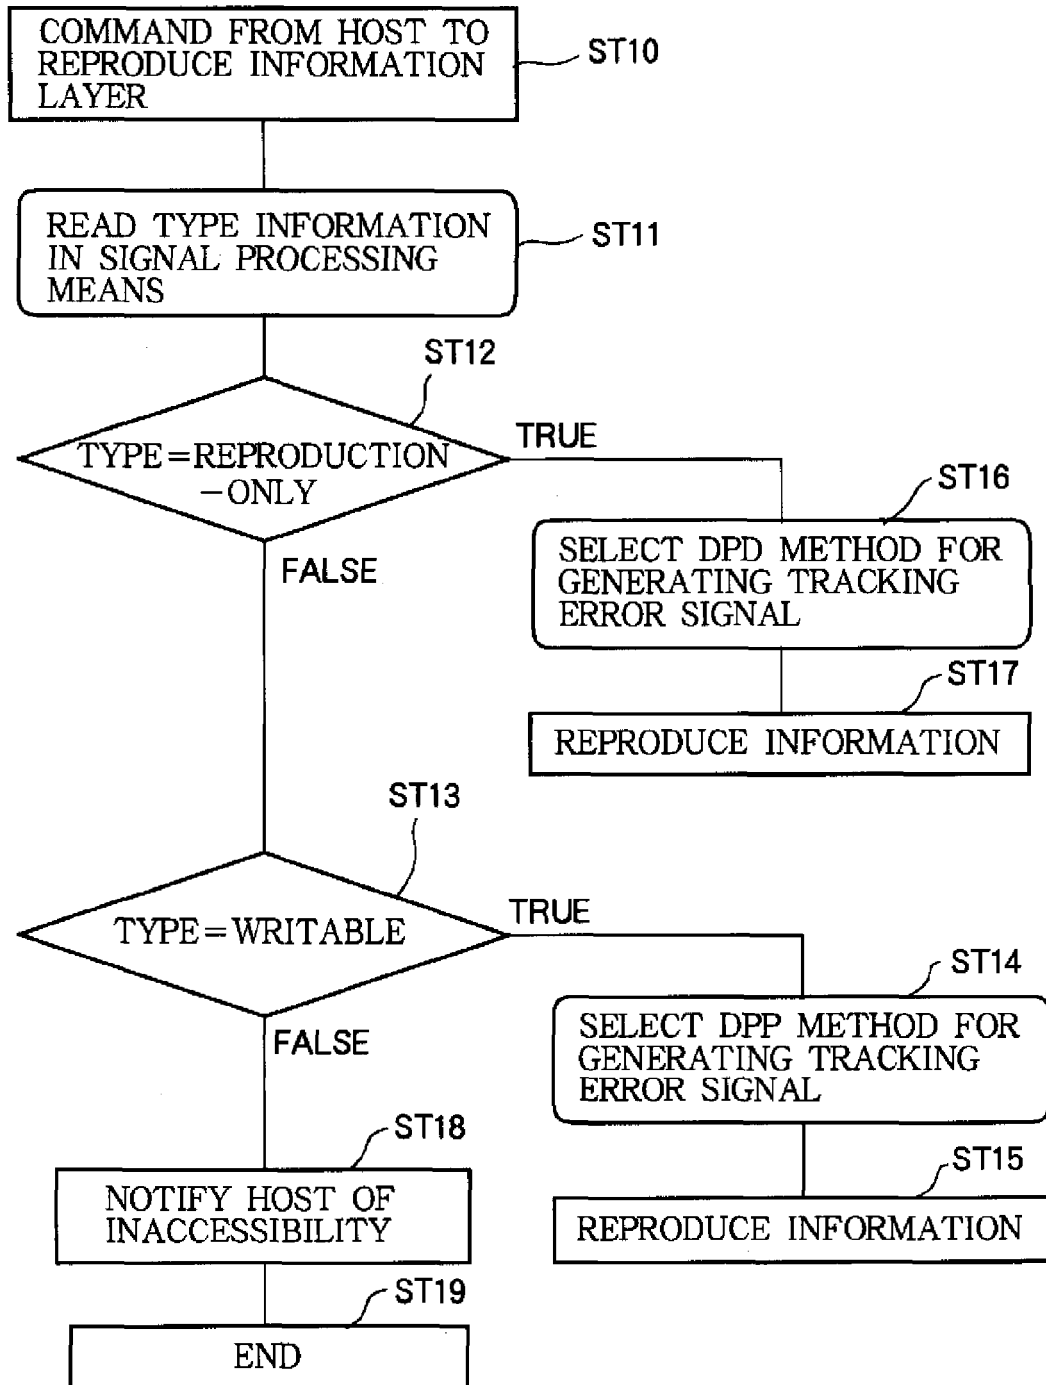 COMMAND FROM HOST TO
REPRODUCE INFORMATION
LAYER
ST10
READ TYPE INFORMATION
IN SIGNAL PROCESSING
MEANS
ST11
ST12
TYPE=REPRODUCTION
-ONLY
TRUE
FALSE
ST16
SELECT DPD METHOD FOR
GENERATING TRACKING
ERROR SIGNAL
ST17
REPRODUCE INFORMATION
ST13
TYPE=WRITABLE
TRUE
FALSE
ST14
SELECT DPP METHOD FOR
GENERATING TRACKING
ERROR SIGNAL
ST15
REPRODUCE INFORMATION
ST18
NOTIFY HOST OF
INACCESSIBILITY
ST19
END